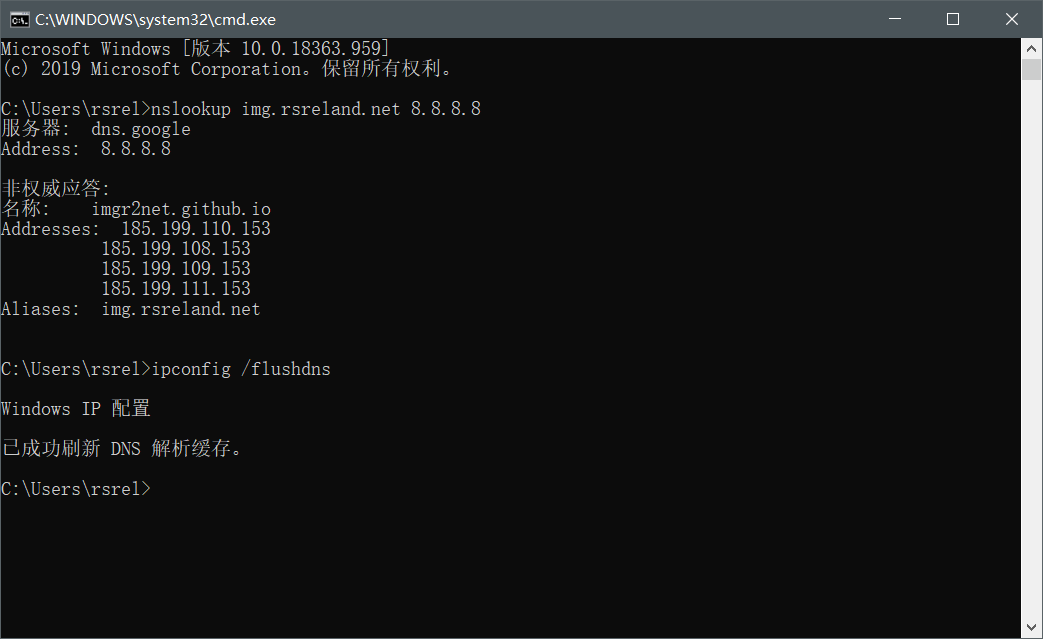 C:\WINDOWS\system32\cmd.exe
Microsoft Windows [版本 10.0.18363.959]
(c) 2019 Microsoft Corporation。保留所有权利。
C:\Users\rsrel>nslookup img.rsreland.net 8.8.8.8
服务器:  dns.google
Address:  8.8.8.8
非权威应答:
名称:    imgr2net.github.io
Addresses:  185.199.110.153
          185.199.108.153
          185.199.109.153
          185.199.111.153
Aliases:  img.rsreland.net
C:\Users\rsrel>ipconfig /flushdns
Windows IP 配置
已成功刷新 DNS 解析缓存。
C:\Users\rsrel>